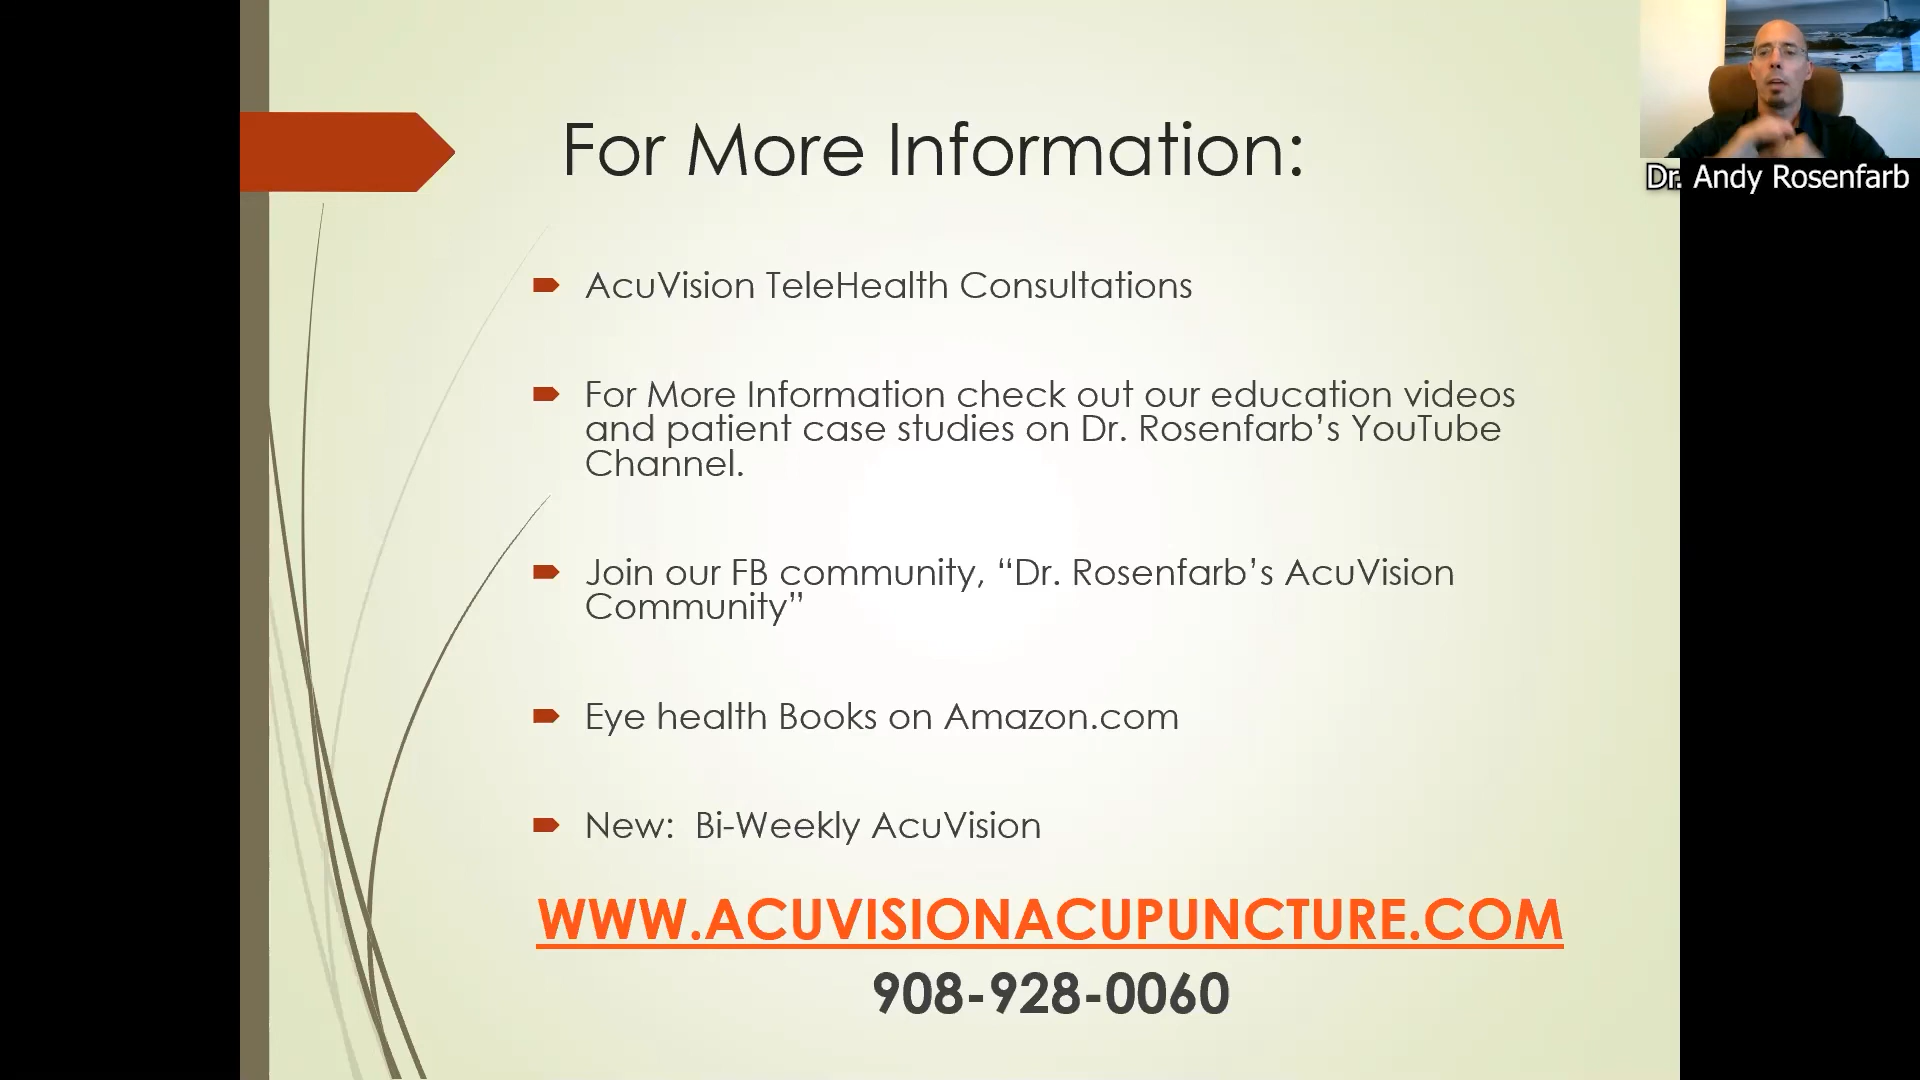 For More Information:
Dr. Andy Rosenfarb
AcuVision TeleHealth Consultations
For More Information check out our education videos
and patient case studies on Dr. Rosenfarb’s YouTube
Channel.
Join our FB community, “Dr. Rosenfarb’s AcuVision
Community”
Eye health Books on Amazon.com
New:  Bi-Weekly AcuVision
WWW.ACUVISIONACUPUNCTURE.COM
908-928-0060